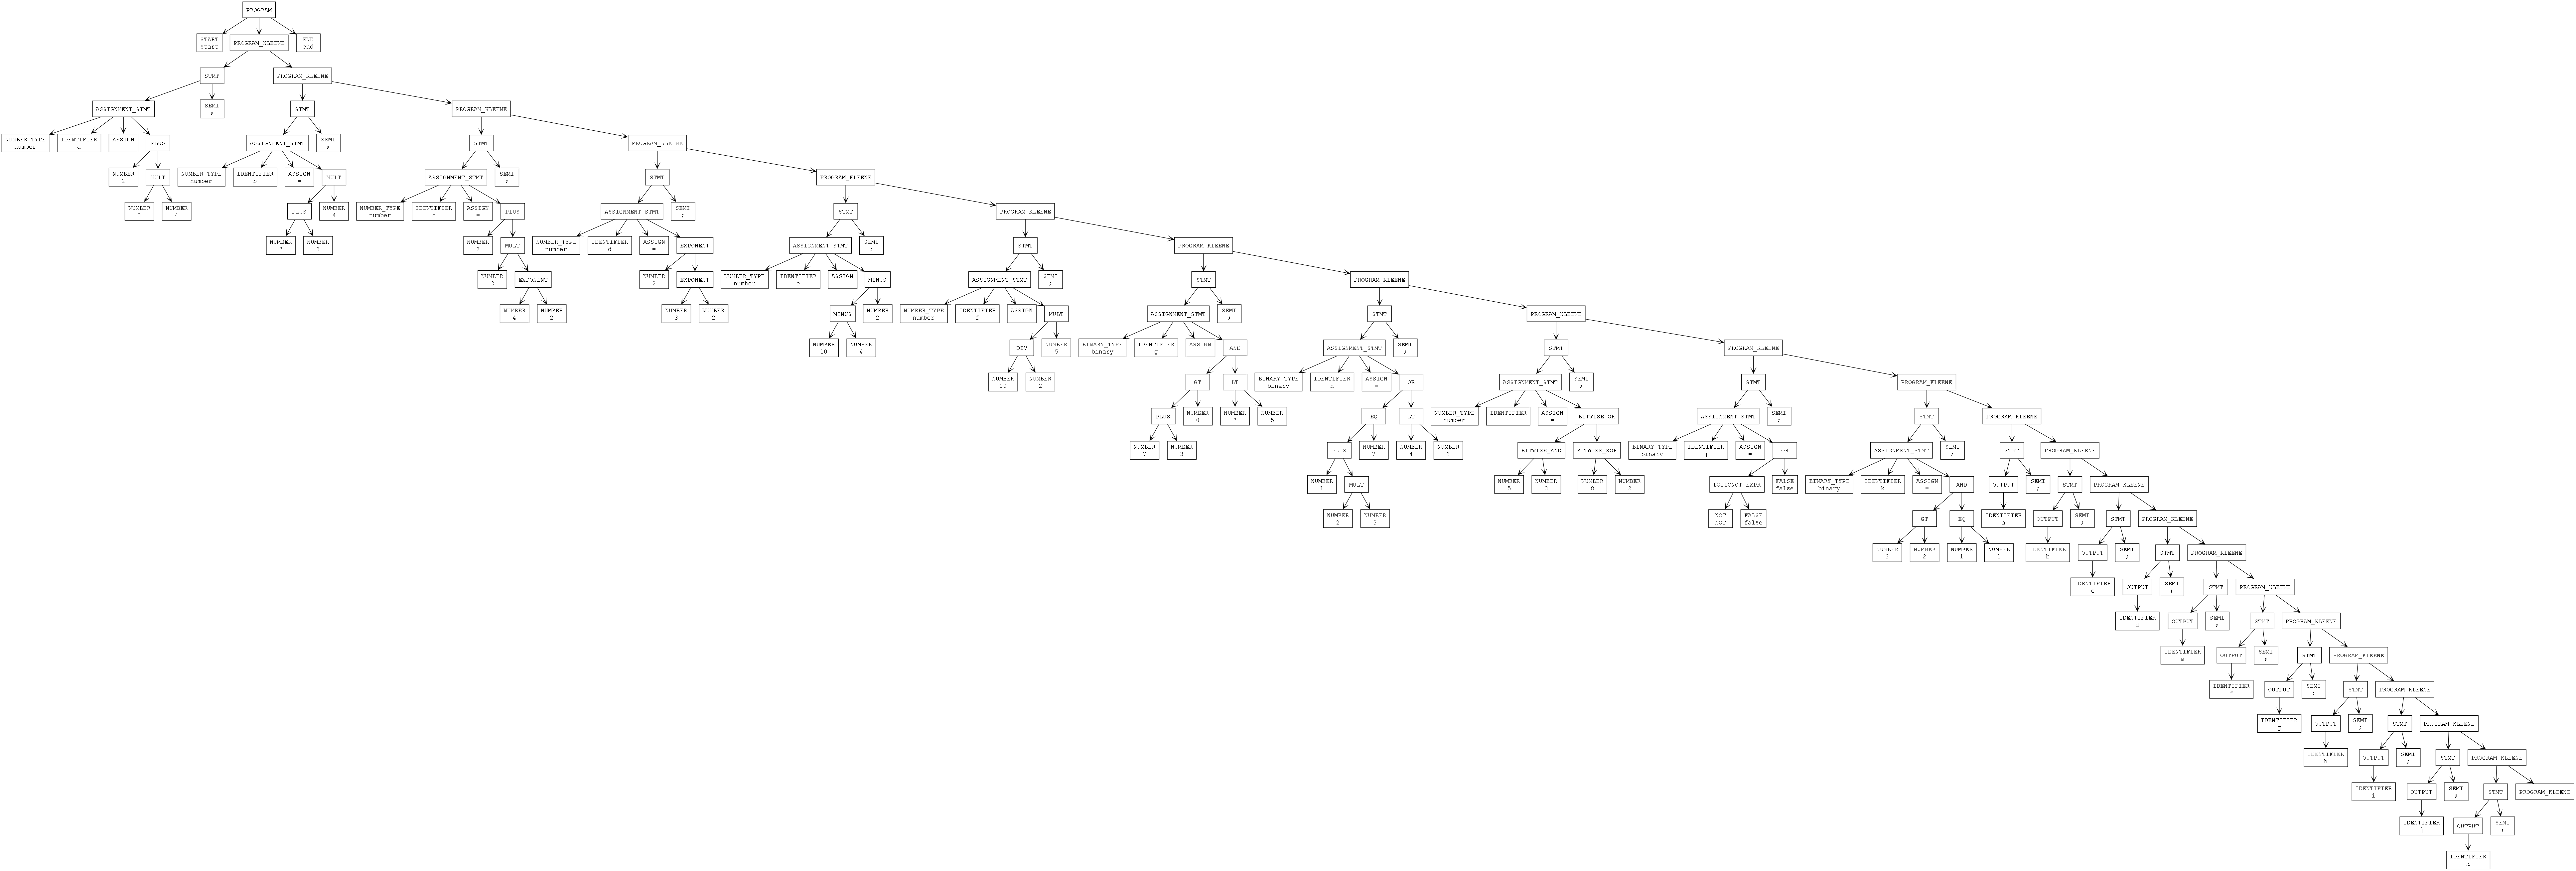 PROGRAM
START
start
PROGRAM_KLEENE
END
end
STMT
PROGRAM_KLEENE
ASSIGNMENT_STMT
SEMI
;
STMT
PROGRAM_KLEENE
NUMBER_TYPE
number
IDENTIFIER
a
ASSIGN
=
PLUS
ASSIGNMENT_STMT
SEMI
;
STMT
PROGRAM_KLEENE
NUMBER
2
MULT
NUMBER_TYPE
number
IDENTIFIER
b
ASSIGN
=
MULT
ASSIGNMENT_STMT
SEMI
;
STMT
PROGRAM_KLEENE
NUMBER
3
NUMBER
4
PLUS
NUMBER
4
NUMBER_TYPE
number
IDENTIFIER
c
ASSIGN
=
PLUS
ASSIGNMENT_STMT
SEMI
;
STMT
PROGRAM_KLEENE
NUMBER
2
NUMBER
3
NUMBER
2
MULT
NUMBER_TYPE
number
IDENTIFIER
d
ASSIGN
=
EXPONENT
ASSIGNMENT_STMT
SEMI
;
STMT
PROGRAM_KLEENE
NUMBER
3
EXPONENT
NUMBER
2
EXPONENT
NUMBER_TYPE
number
IDENTIFIER
e
ASSIGN
=
MINUS
ASSIGNMENT_STMT
SEMI
;
STMT
PROGRAM_KLEENE
NUMBER
4
NUMBER
2
NUMBER
3
NUMBER
2
MINUS
NUMBER
2
NUMBER_TYPE
number
IDENTIFIER
f
ASSIGN
=
MULT
ASSIGNMENT_STMT
SEMI
;
STMT
PROGRAM_KLEENE
NUMBER
10
NUMBER
4
DIV
NUMBER
5
BINARY_TYPE
binary
IDENTIFIER
g
ASSIGN
=
AND
ASSIGNMENT_STMT
SEMI
;
STMT
PROGRAM_KLEENE
NUMBER
20
NUMBER
2
GT
LT
BINARY_TYPE
binary
IDENTIFIER
h
ASSIGN
=
OR
ASSIGNMENT_STMT
SEMI
;
STMT
PROGRAM_KLEENE
PLUS
NUMBER
8
NUMBER
2
NUMBER
5
EQ
LT
NUMBER_TYPE
number
IDENTIFIER
i
ASSIGN
=
BITWISE_OR
ASSIGNMENT_STMT
SEMI
;
STMT
PROGRAM_KLEENE
NUMBER
7
NUMBER
3
PLUS
NUMBER
7
NUMBER
4
NUMBER
2
BITWISE_AND
BITWISE_XOR
BINARY_TYPE
binary
IDENTIFIER
j
ASSIGN
=
OR
ASSIGNMENT_STMT
SEMI
;
STMT
PROGRAM_KLEENE
NUMBER
1
MULT
NUMBER
5
NUMBER
3
NUMBER
8
NUMBER
2
LOGICNOT_EXPR
FALSE
false
BINARY_TYPE
binary
IDENTIFIER
k
ASSIGN
=
AND
OUTPUT
SEMI
;
STMT
PROGRAM_KLEENE
NUMBER
2
NUMBER
3
NOT
NOT
FALSE
false
GT
EQ
IDENTIFIER
a
OUTPUT
SEMI
;
STMT
PROGRAM_KLEENE
NUMBER
3
NUMBER
2
NUMBER
1
NUMBER
1
IDENTIFIER
b
OUTPUT
SEMI
;
STMT
PROGRAM_KLEENE
IDENTIFIER
c
OUTPUT
SEMI
;
STMT
PROGRAM_KLEENE
IDENTIFIER
d
OUTPUT
SEMI
;
STMT
PROGRAM_KLEENE
IDENTIFIER
e
OUTPUT
SEMI
;
STMT
PROGRAM_KLEENE
IDENTIFIER
f
OUTPUT
SEMI
;
STMT
PROGRAM_KLEENE
IDENTIFIER
g
OUTPUT
SEMI
;
STMT
PROGRAM_KLEENE
IDENTIFIER
h
OUTPUT
SEMI
;
STMT
PROGRAM_KLEENE
IDENTIFIER
i
OUTPUT
SEMI
;
STMT
PROGRAM_KLEENE
IDENTIFIER
j
OUTPUT
SEMI
;
IDENTIFIER
k